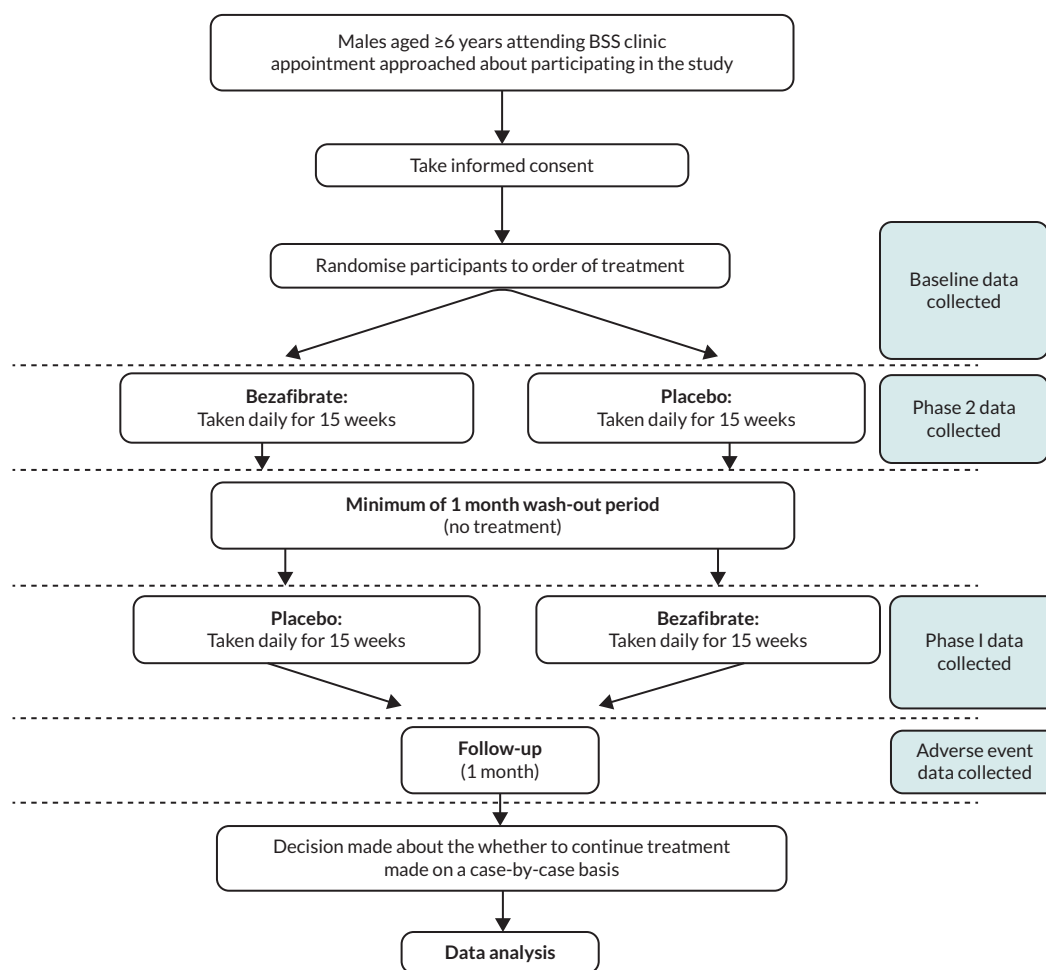 Males aged ≥6 years attending BSS clinic
appointment approached about participating in the study
Take informed consent
Randomise participants to order of treatment
Baseline data
collected
Bezafibrate:
Taken daily for 15 weeks
Placebo:
Taken daily for 15 weeks
Phase 2 data
collected
Minimum of 1 month wash-out period
(no treatment)
Placebo:
Taken daily for 15 weeks
Bezafibrate:
Taken daily for 15 weeks
Phase I data
collected
Follow-up
(1 month)
Adverse event
data collected
Decision made about the whether to continue treatment
made on a case-by-case basis
Data analysis